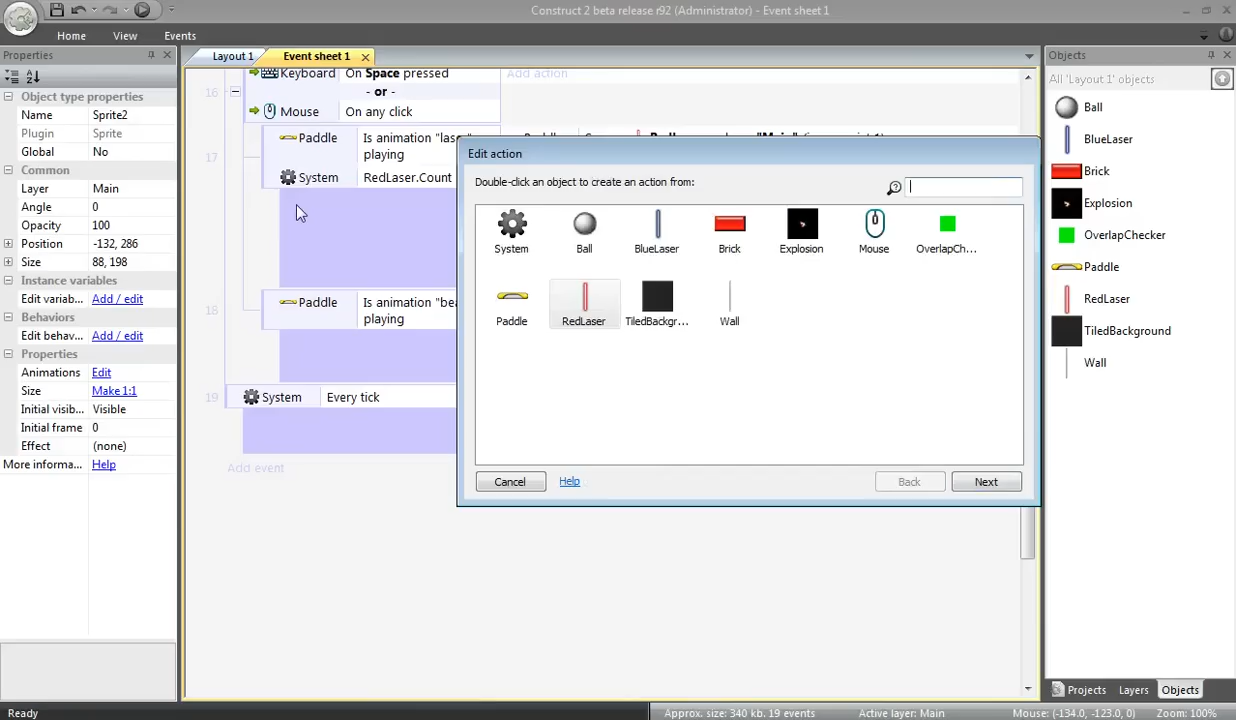 Construct 2 beta release r92 (Administrator) - Event sheet 1
Home View Events
Properties
Object type properties
Name Sprite2
Plugin Sprite
Global No
Common
Layer Main
Angle 0
Opacity 100
Position -132, 286
Size 88, 198
Instance variables
Edit variab... Add / edit
Behaviors
Edit behav... Add / edit
Properties
Animations Edit
Size Make 1:1
Initial visib... Visible
Initial frame 0
Effect (none)
More informa... Help
Layout 1 Event sheet 1
Keyboard On Space pressed Add action
16 - or -
Mouse On any click
17 Paddle Is animation "lase
playing
System RedLaser.Count
18 Paddle Is animation "bea
playing
19 System Every tick
Add event
Edit action
Double-click an object to create an action from:
System Ball BlueLaser Brick Explosion Mouse OverlapCh...
Paddle RedLaser TiledBackgr... Wall
Cancel Help Back Next
Objects
All 'Layout 1' objects
Ball
BlueLaser
Brick
Explosion
OverlapChecker
Paddle
RedLaser
TiledBackground
Wall
Projects Layers Objects
Ready Approx. size: 340 kb. 19 events Active layer: Main Mouse: (-134.0, -123.0, 0) Zoom: 100%